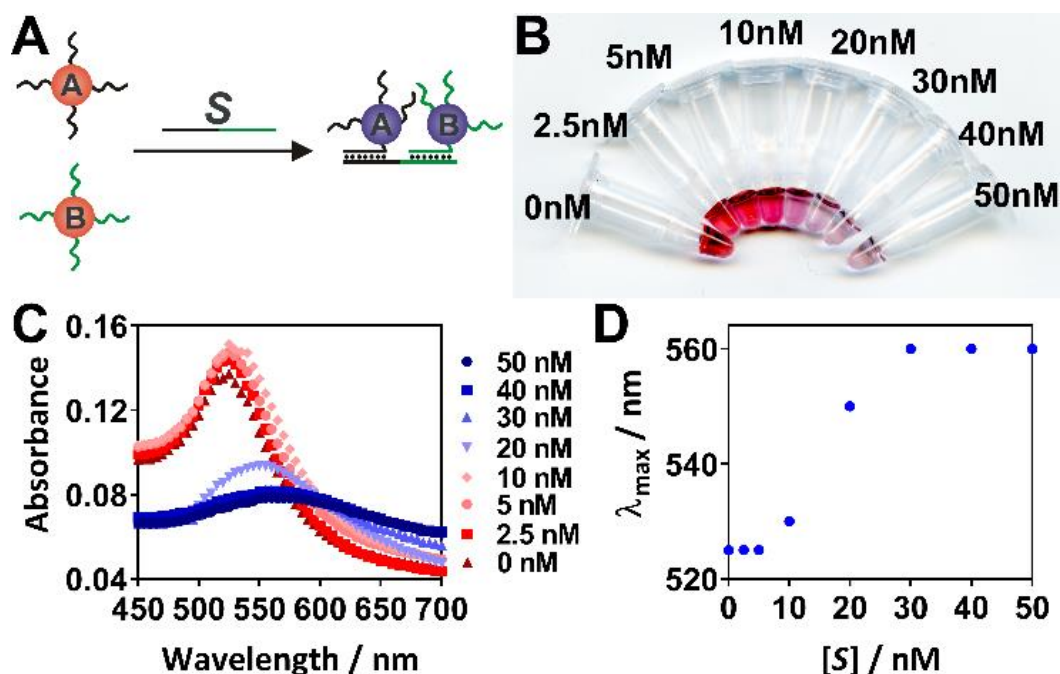 A
A
S
A
B
B
B
10nM
20nM
5nM
30nM
2.5nM
40nM
0nM
50nM
C
0.16
0.12
0.08
0.04
Absorbance
450 500 550 600 650 700
Wavelength / nm
50 nM
40 nM
30 nM
20 nM
10 nM
5 nM
2.5 nM
0 nM
D
560
540
520
λmax / nm
0 10 20 30 40 50
[S] / nM